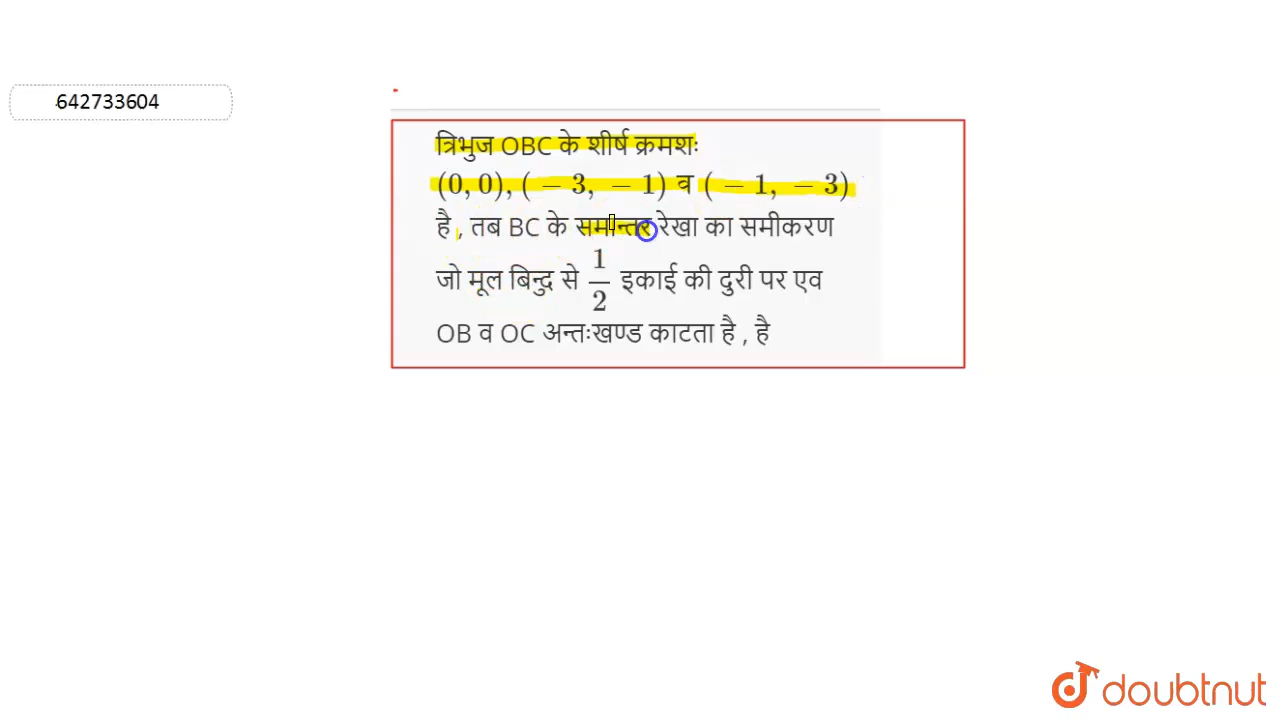 642733604
त्रिभुज OBC के शीर्ष क्रमशः
(0, 0), ( − 3, − 1) व ( − 1, − 3)
है , तब BC के समान्तर रेखा का समीकरण
जो मूल बिन्दु से 1/2 इकाई की दुरी पर एव
OB व OC अन्तःखण्ड काटता है , है
doubtnut